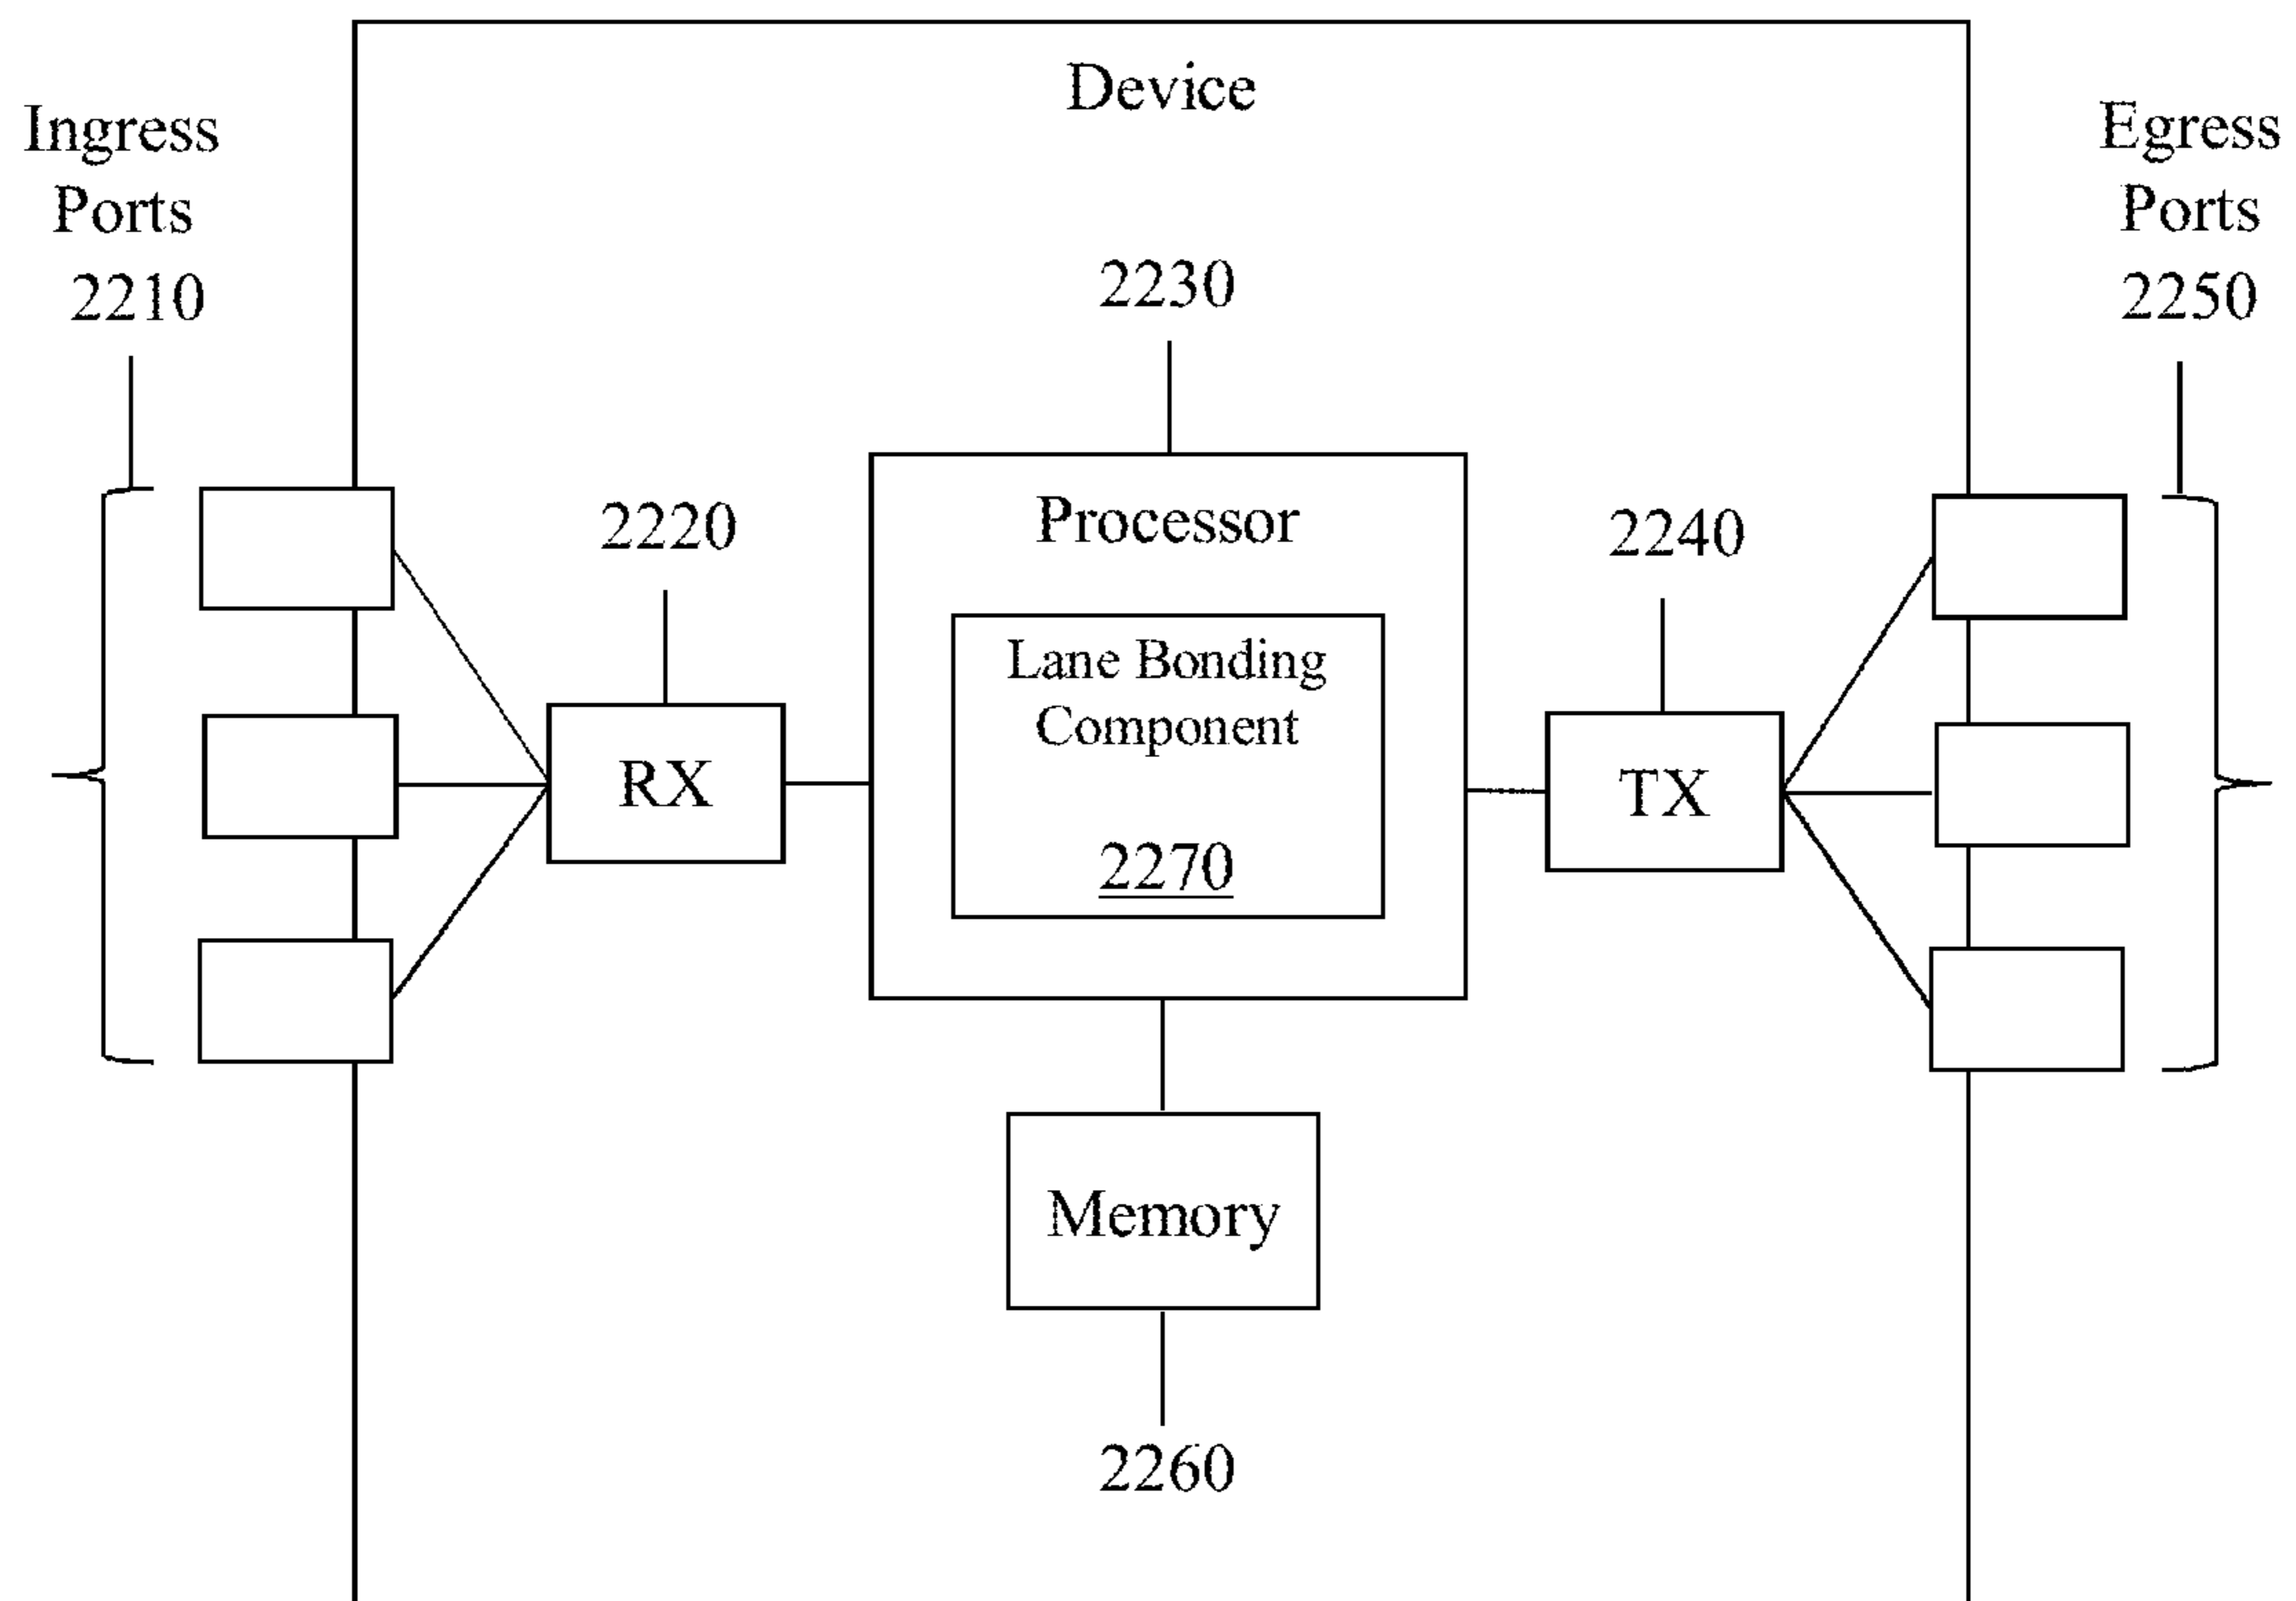 Device
Ingress
Ports
2210
Egress
Ports
2250
2230
2220
Processor
2240
Lane Bonding
Component
2270
RX
TX
Memory
2260